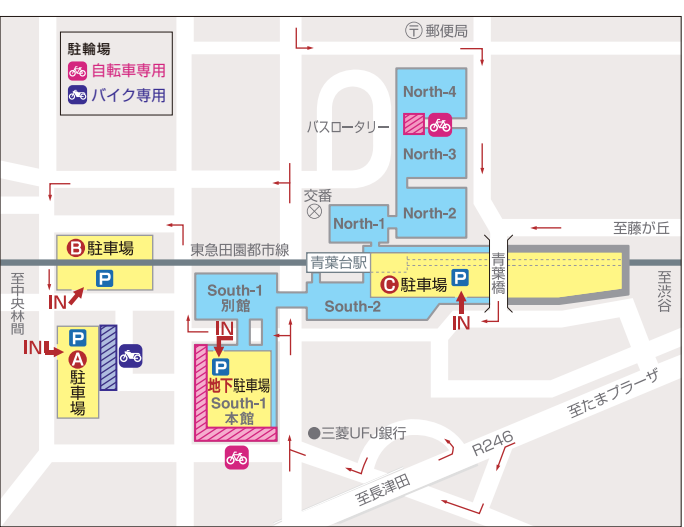 駐輪場
自転車専用
バイク専用
〒郵便局
North-4
バスロータリー
North-3
交番
North-1
North-2
至藤が丘
B駐車場
P
IN
東急田園都市線
青葉台駅
青葉橋
C駐車場
P
IN
至中央林間
至渋谷
South-1
別館
South-2
IN
P
地下駐車場
South-1
本館
IN
P
A
駐車場
三菱UFJ銀行
至たまプラーザ
R246
至長津田